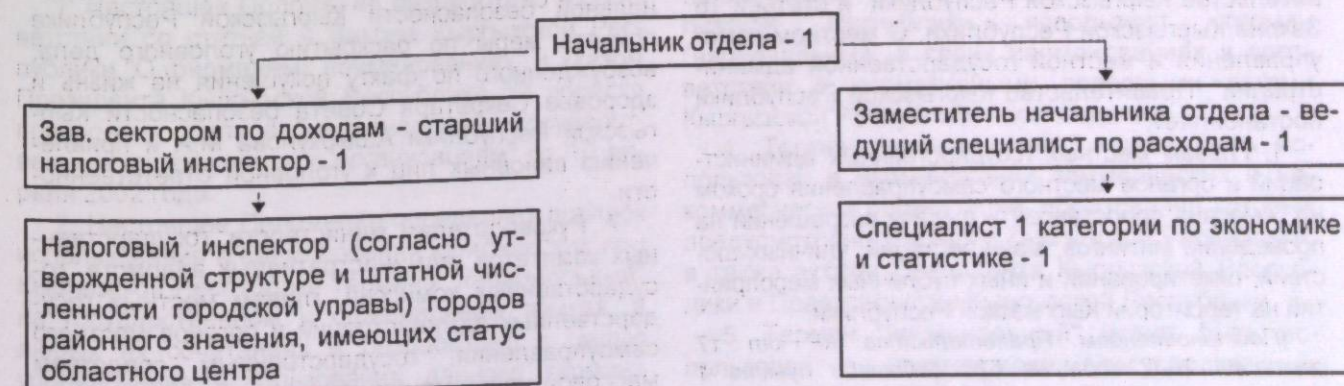 Начальник отдела - 1
Зав. сектором по доходам - старший
налоговый инспектор - 1
Заместитель начальника отдела - ве-
дущий специалист по расходам - 1
Налоговый инспектор (согласно ут-
вержденной структуре и штатной чис-
ленности городской управы) городов
районного значения, имеющих статус
областного центра
Специалист 1 категории по экономике
и статистике - 1